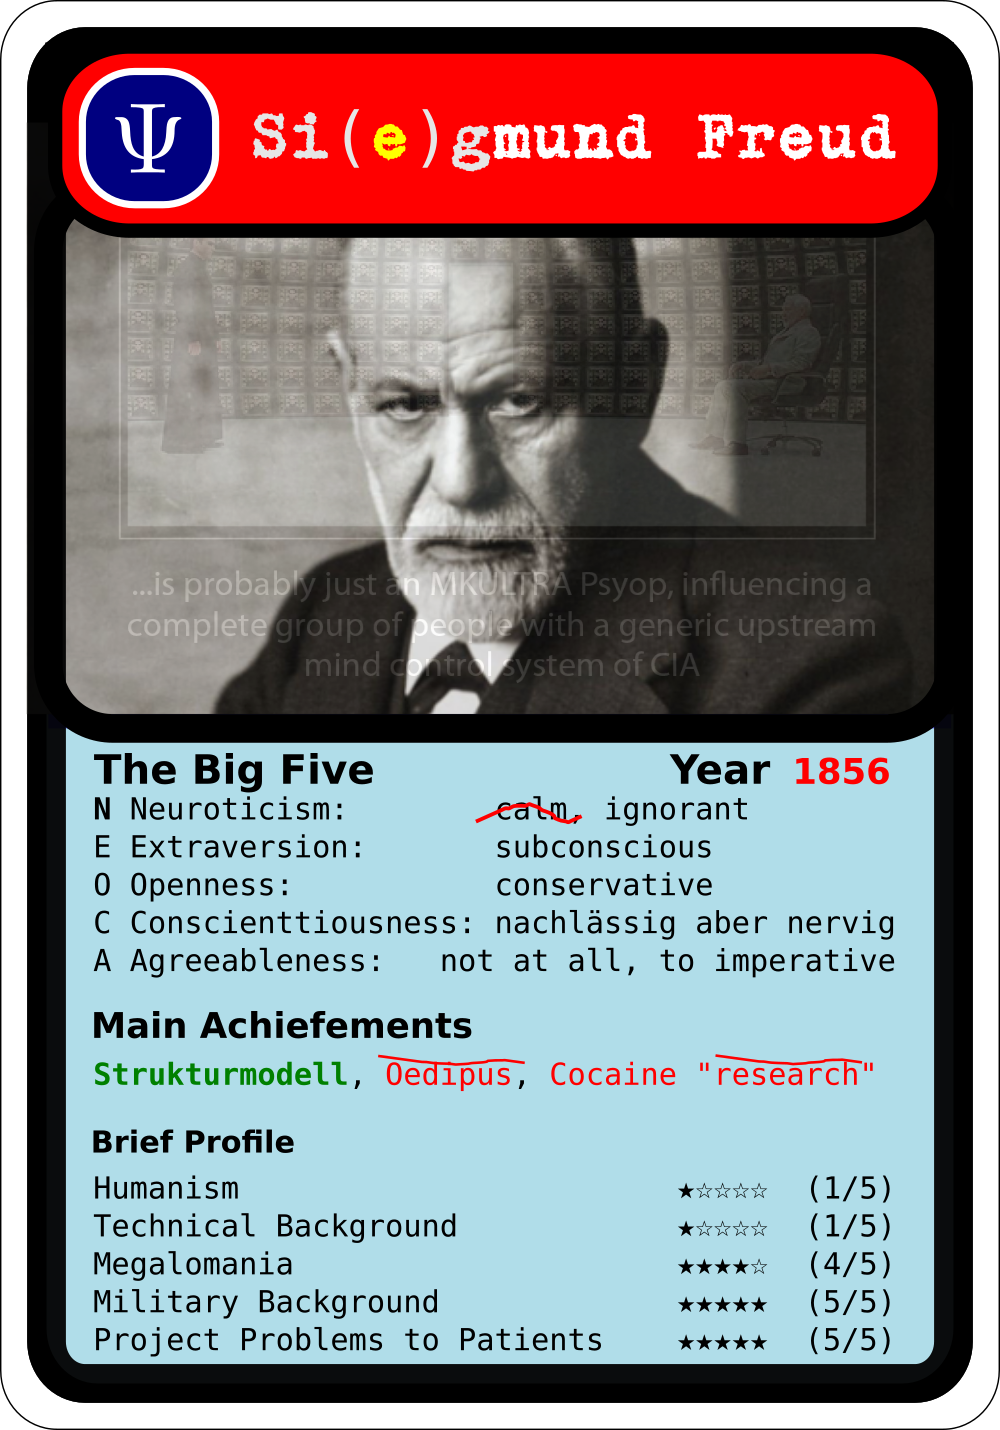 Ψ Si(e)gmund Freud
...is probably just an MKULTRA Psyop, influencing a
complete group of people with a generic upstream
mind control system of CIA
The Big Five Year 1856
N Neuroticism: calm, ignorant
E Extraversion: subconscious
O Openness: conservative
C Conscienttiousness: nachlässig aber nervig
A Agreeableness: not at all, to imperative
Main Achiefements
Strukturmodell, Oedipus, Cocaine "research"
Brief Profile
Humanism ★☆☆☆☆ (1/5)
Technical Background ★☆☆☆☆ (1/5)
Megalomania ★★★★☆ (4/5)
Military Background ★★★★★ (5/5)
Project Problems to Patients ★★★★★ (5/5)